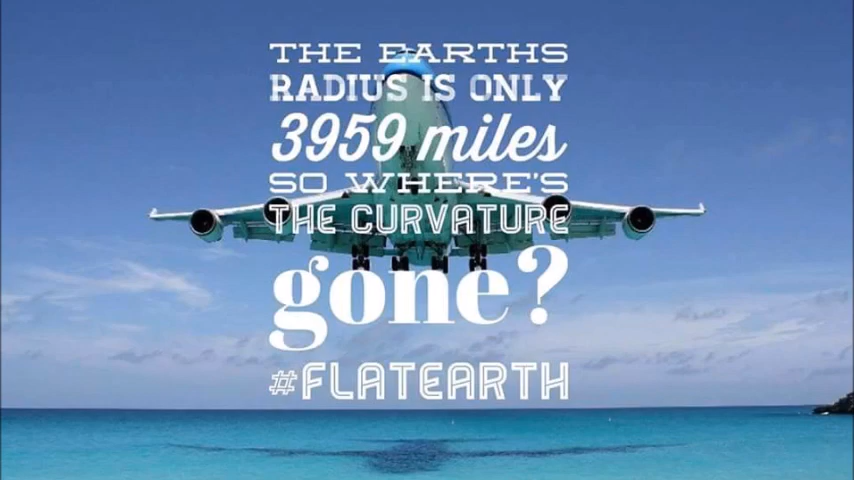 THE EARTHS
RADIUS IS ONLY
3959 miles
SO WHERE'S
THE CURVATURE
gone?
#FLATEARTH